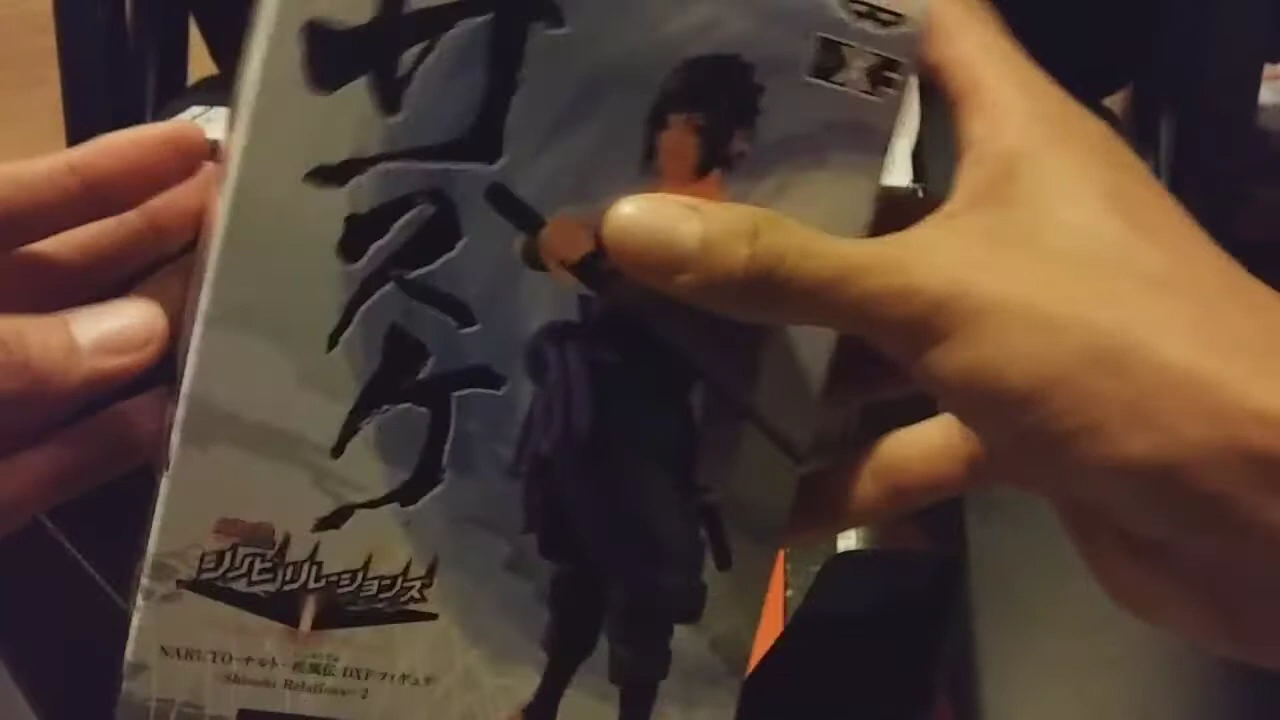 サスケ
DXF
シノビリレーションズ
NARUTO-ナルト- 疾風伝 DXFフィギュア
Shinobi Relations 2